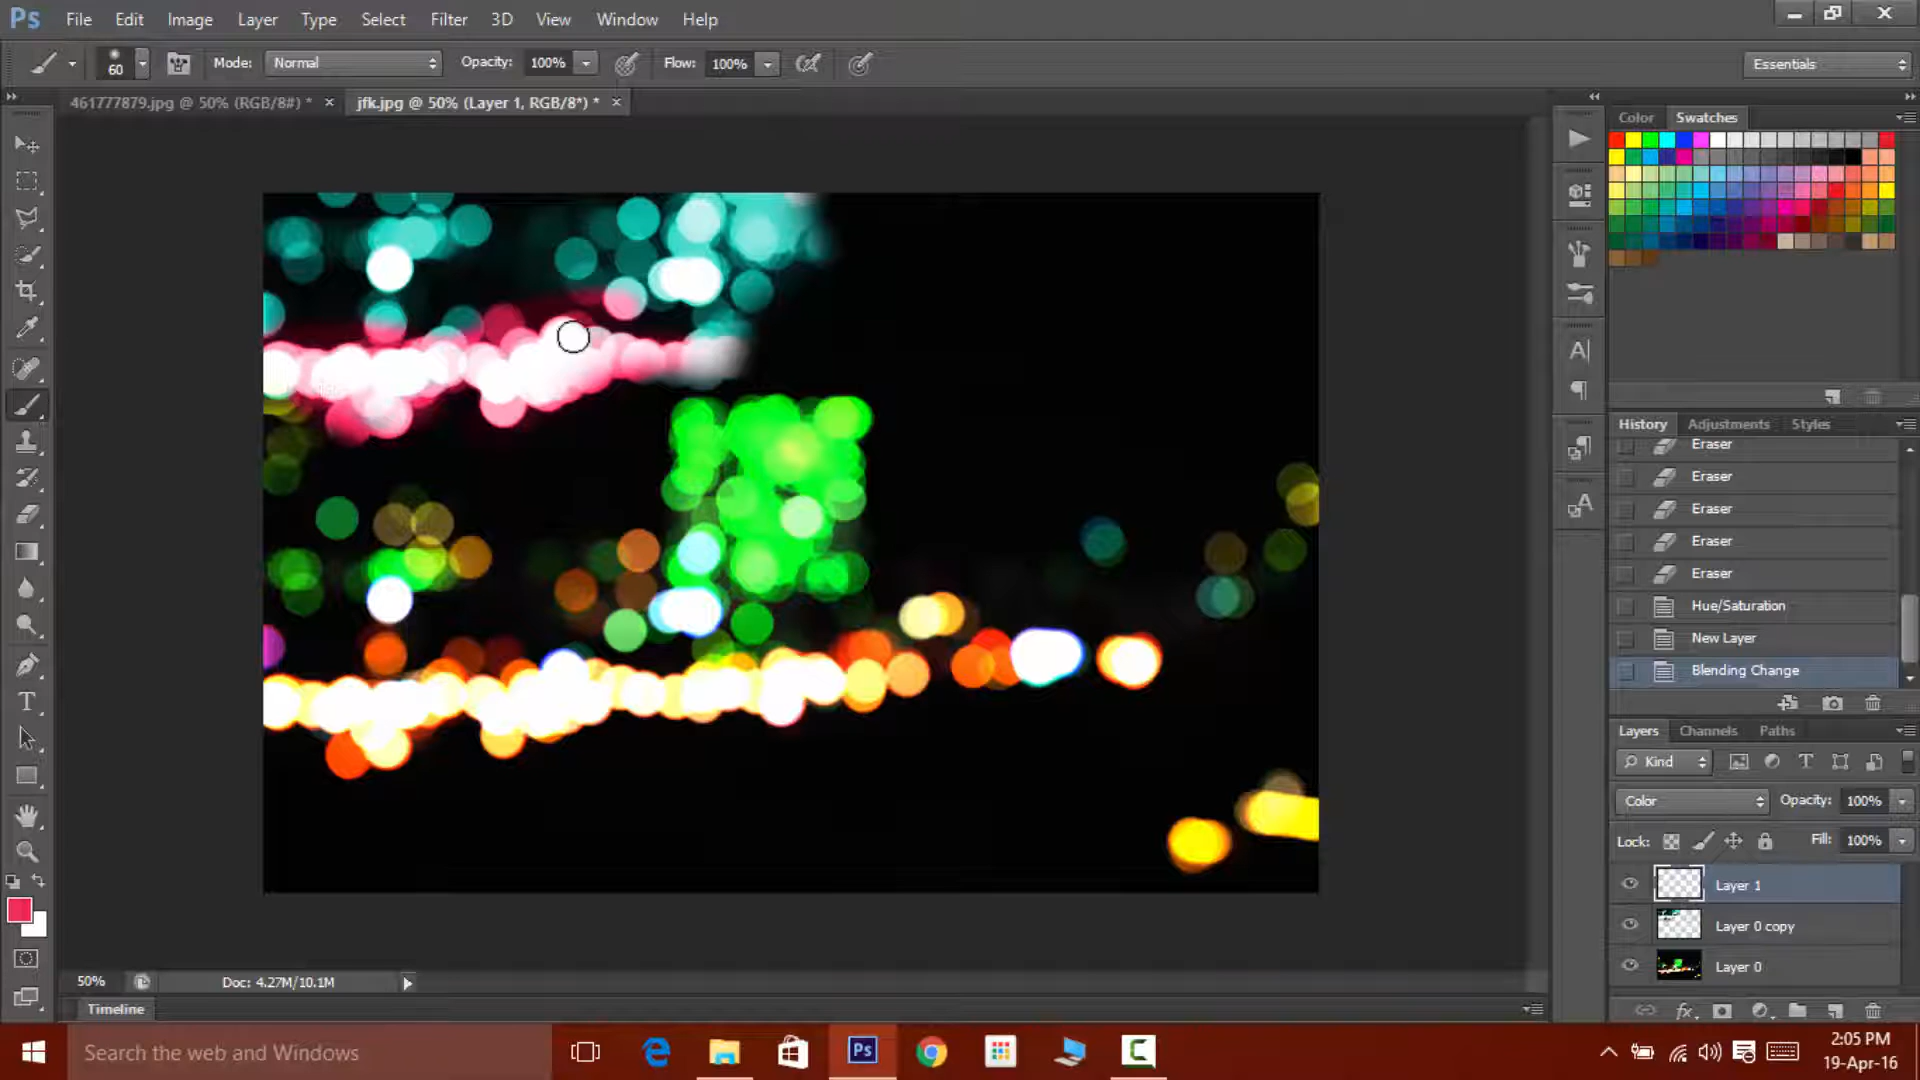 Ps File Edit Image Layer Type Select Filter 3D View Window Help
60 Mode: Normal Opacity: 100% Flow: 100% Essentials
461777879.jpg @ 50% (RGB/8#) * × jfk.jpg @ 50% (Layer 1, RGB/8*) * ×
Color Swatches
History Adjustments Styles
Eraser
Eraser
Eraser
Eraser
Eraser
Hue/Saturation
New Layer
Blending Change
Layers Channels Paths
Kind
Color Opacity: 100%
Lock: Fill: 100%
Layer 1
Layer 0 copy
Layer 0
50% Doc: 4.27M/10.1M
Timeline
Search the web and Windows
Ps
2:05 PM
19-Apr-16